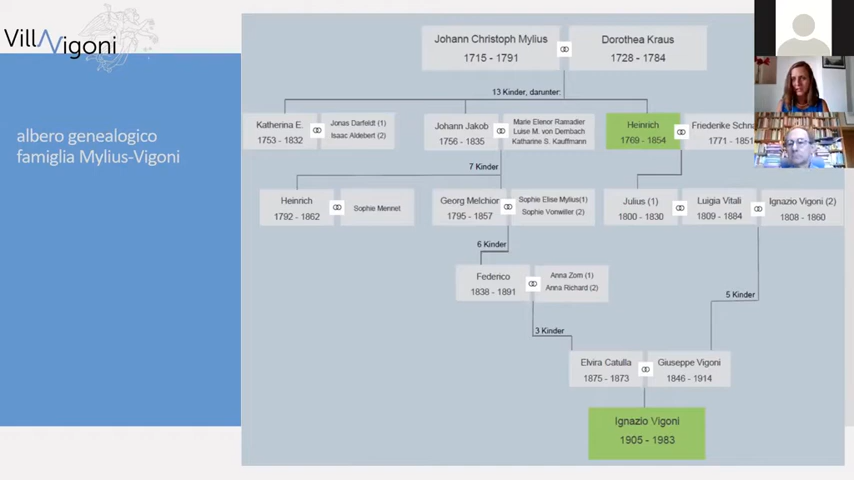 Villa Vigoni
albero genealogico
famiglia Mylius-Vigoni
Johann Christoph Mylius
1715 - 1791
Dorothea Kraus
1728 - 1784
13 Kinder, darunter:
Katharina E.
1753 - 1832
Jonas Darfeldt (1)
Isaac Aldebert (2)
Johann Jakob
1756 - 1835
Marie Elenor Ramadier
Luise M. von Dembach
Katharine S. Kauffmann
Heinrich
1769 - 1854
Friederike
1771 - 1851
7 Kinder
Heinrich
1792 - 1862
Sophie Mennet
Georg Melchior
1795 - 1857
Sophie Elise Mylius(1)
Sophie Vonwiller (2)
Julius (1)
1800 - 1830
Luigia Vitali
1809 - 1884
Ignazio Vigoni (2)
1808 - 1860
6 Kinder
Federico
1838 - 1891
Anna Zorn (1)
Anna Richard (2)
5 Kinder
3 Kinder
Elvira Catulla
1875 - 1873
Giuseppe Vigoni
1846 - 1914
Ignazio Vigoni
1905 - 1983